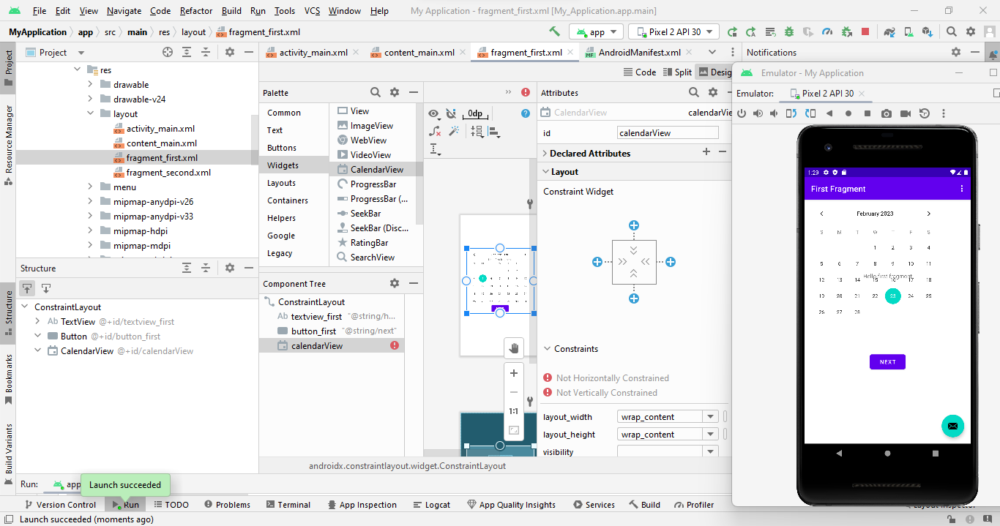 File Edit View Navigate Code Refactor Build Run Tools VCS Window Help My Application - fragment_first.xml [My_Application.app.main]
MyApplication app src main res layout fragment_first.xml app Pixel 2 API 30
Project
activity_main.xml content_main.xml fragment_first.xml AndroidManifest.xml
Notifications
Code Split Desig
Project
Resource Manager
Structure
Bookmarks
Build Variants
res
drawable
drawable-v24
layout
activity_main.xml
content_main.xml
fragment_first.xml
fragment_second.xml
menu
mipmap-anydpi-v26
mipmap-anydpi-v33
mipmap-hdpi
mipmap-mdpi
Structure
ConstraintLayout
Ab TextView @+id/textview_first
Button @+id/button_first
CalendarView @+id/calendarView
Palette
Common
Text
Buttons
Widgets
Layouts
Containers
Helpers
Google
Legacy
View
ImageView
WebView
VideoView
CalendarView
ProgressBar
ProgressBar (...
SeekBar
SeekBar (Disc...
RatingBar
SearchView
Component Tree
ConstraintLayout
Ab textview_first "@string/h...
button_first "@string/next"
calendarView
0dp
1:1
Attributes
CalendarView calendarVie
id calendarView
Declared Attributes
Layout
Constraint Widget
Constraints
Not Horizontally Constrained
Not Vertically Constrained
layout_width wrap_content
layout_height wrap_content
visibility
androidx.constraintlayout.widget.ConstraintLayout
Emulator - My Application
Emulator: Pixel 2 API 30
1:29
First Fragment
February 2023
S M T W T F S
1 2 3 4
5 6 7 8 9 10 11
Hello first fragment
12 13 14 15 16 17 18
19 20 21 22 23 24 25
26 27 28
NEXT
Run: app
Launch succeeded
Version Control Run TODO Problems Terminal App Inspection Logcat App Quality Insights Services Build Profiler Layout Inspector
Launch succeeded (moments ago)